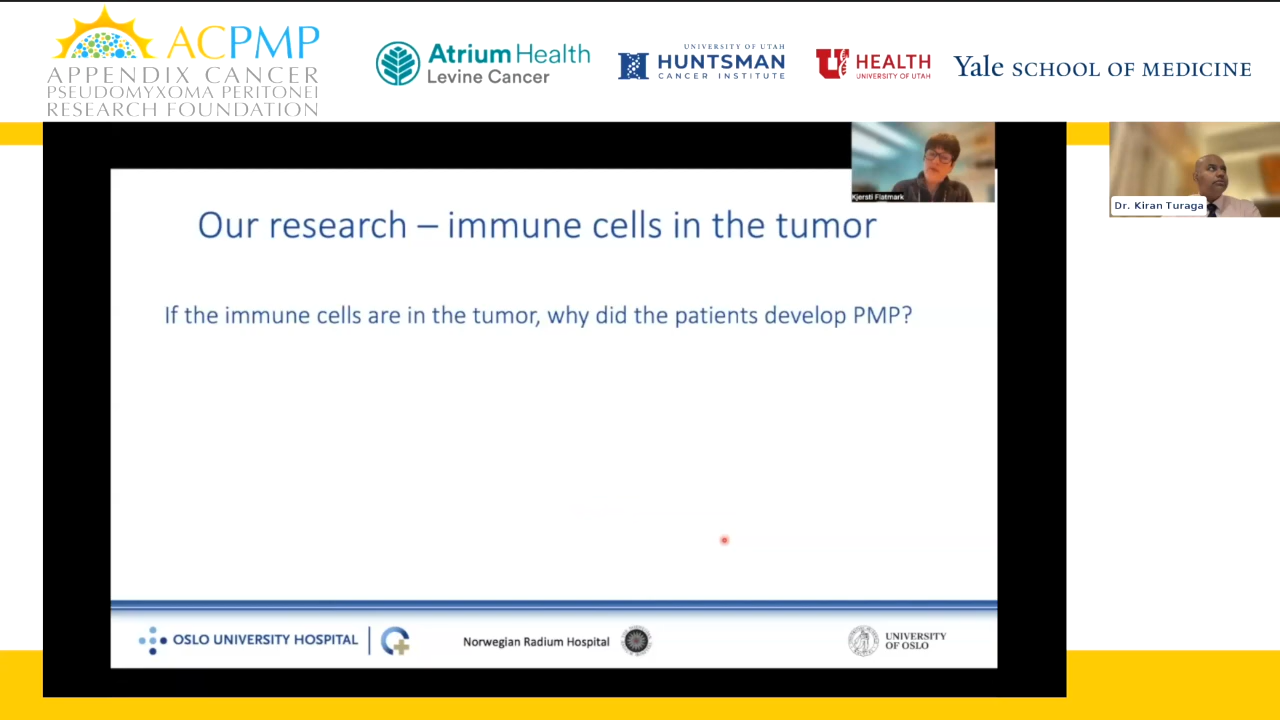 ACPMP
APPENDIX CANCER
PSEUDOMYXOMA PERITONEI
RESEARCH FOUNDATION
Atrium Health
Levine Cancer
UNIVERSITY OF UTAH
HUNTSMAN
CANCER INSTITUTE
U HEALTH
UNIVERSITY OF UTAH
Yale SCHOOL OF MEDICINE
Kjersti Flatmark
Dr. Kiran Turaga
Our research – immune cells in the tumor
If the immune cells are in the tumor, why did the patients develop PMP?
OSLO UNIVERSITY HOSPITAL
Norwegian Radium Hospital
UNIVERSITY
OF OSLO